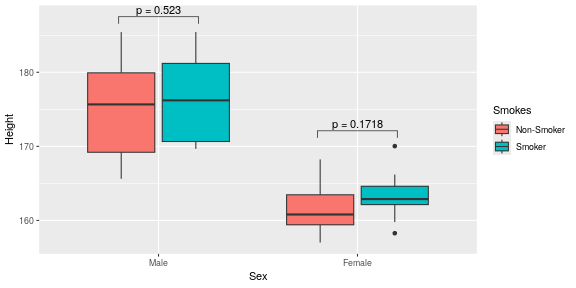 p = 0.523
180
170
160
Height
p = 0.1718
Male
Female
Sex
Smokes
Non-Smoker
Smoker